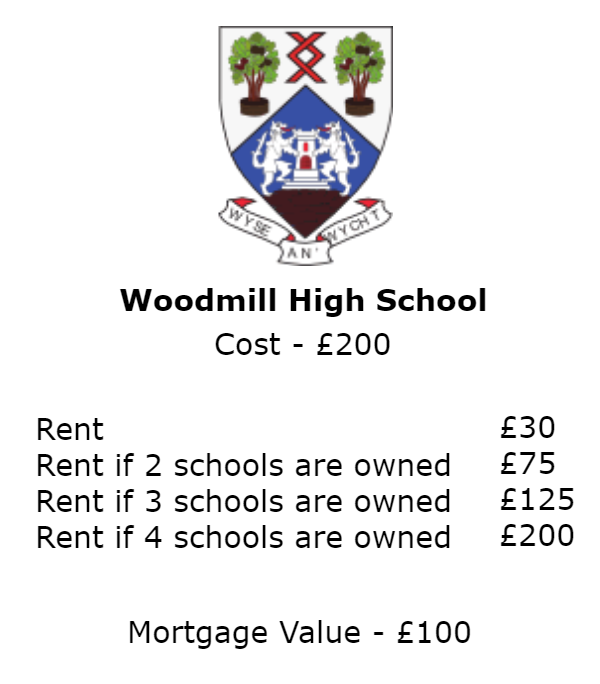 WYSE AN' WYCHT
Woodmill High School
Cost - £200
Rent £30
Rent if 2 schools are owned £75
Rent if 3 schools are owned £125
Rent if 4 schools are owned £200
Mortgage Value - £100